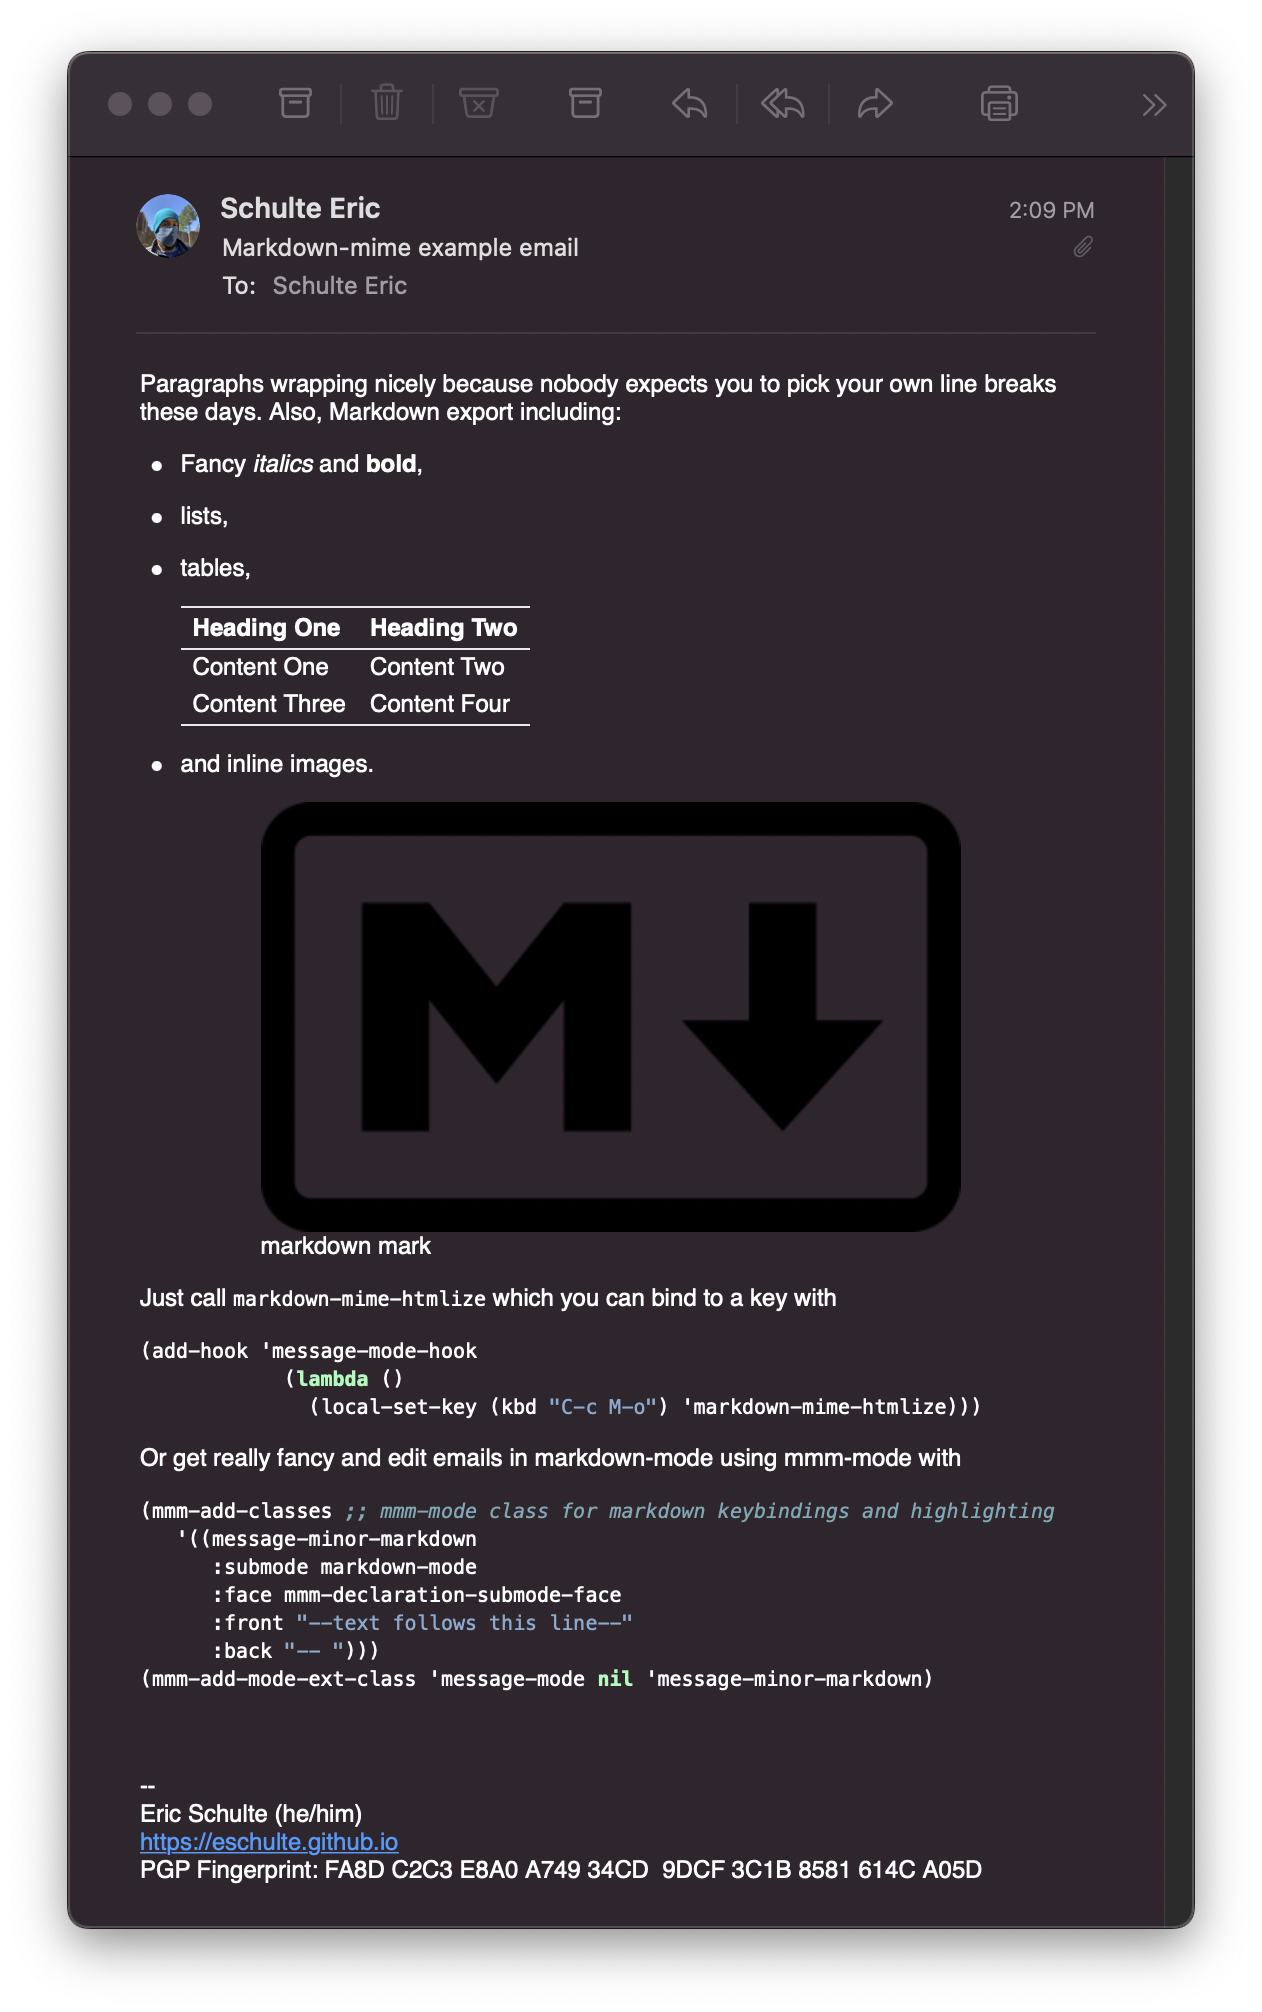 Schulte Eric
2:09 PM
Markdown-mime example email
To: Schulte Eric
Paragraphs wrapping nicely because nobody expects you to pick your own line breaks
these days. Also, Markdown export including:
• Fancy italics and bold,
• lists,
• tables,
Heading One Heading Two
Content One Content Two
Content Three Content Four
• and inline images.
M
markdown mark
Just call markdown-mime-htmlize which you can bind to a key with
(add-hook 'message-mode-hook
            (lambda ()
              (local-set-key (kbd "C-c M-o") 'markdown-mime-htmlize)))
Or get really fancy and edit emails in markdown-mode using mmm-mode with
(mmm-add-classes ;; mmm-mode class for markdown keybindings and highlighting
   '((message-minor-markdown
      :submode markdown-mode
      :face mmm-declaration-submode-face
      :front "--text follows this line--"
      :back "-- ")))
(mmm-add-mode-ext-class 'message-mode nil 'message-minor-markdown)
--
Eric Schulte (he/him)
https://eschulte.github.io
PGP Fingerprint: FA8D C2C3 E8A0 A749 34CD  9DCF 3C1B 8581 614C A05D